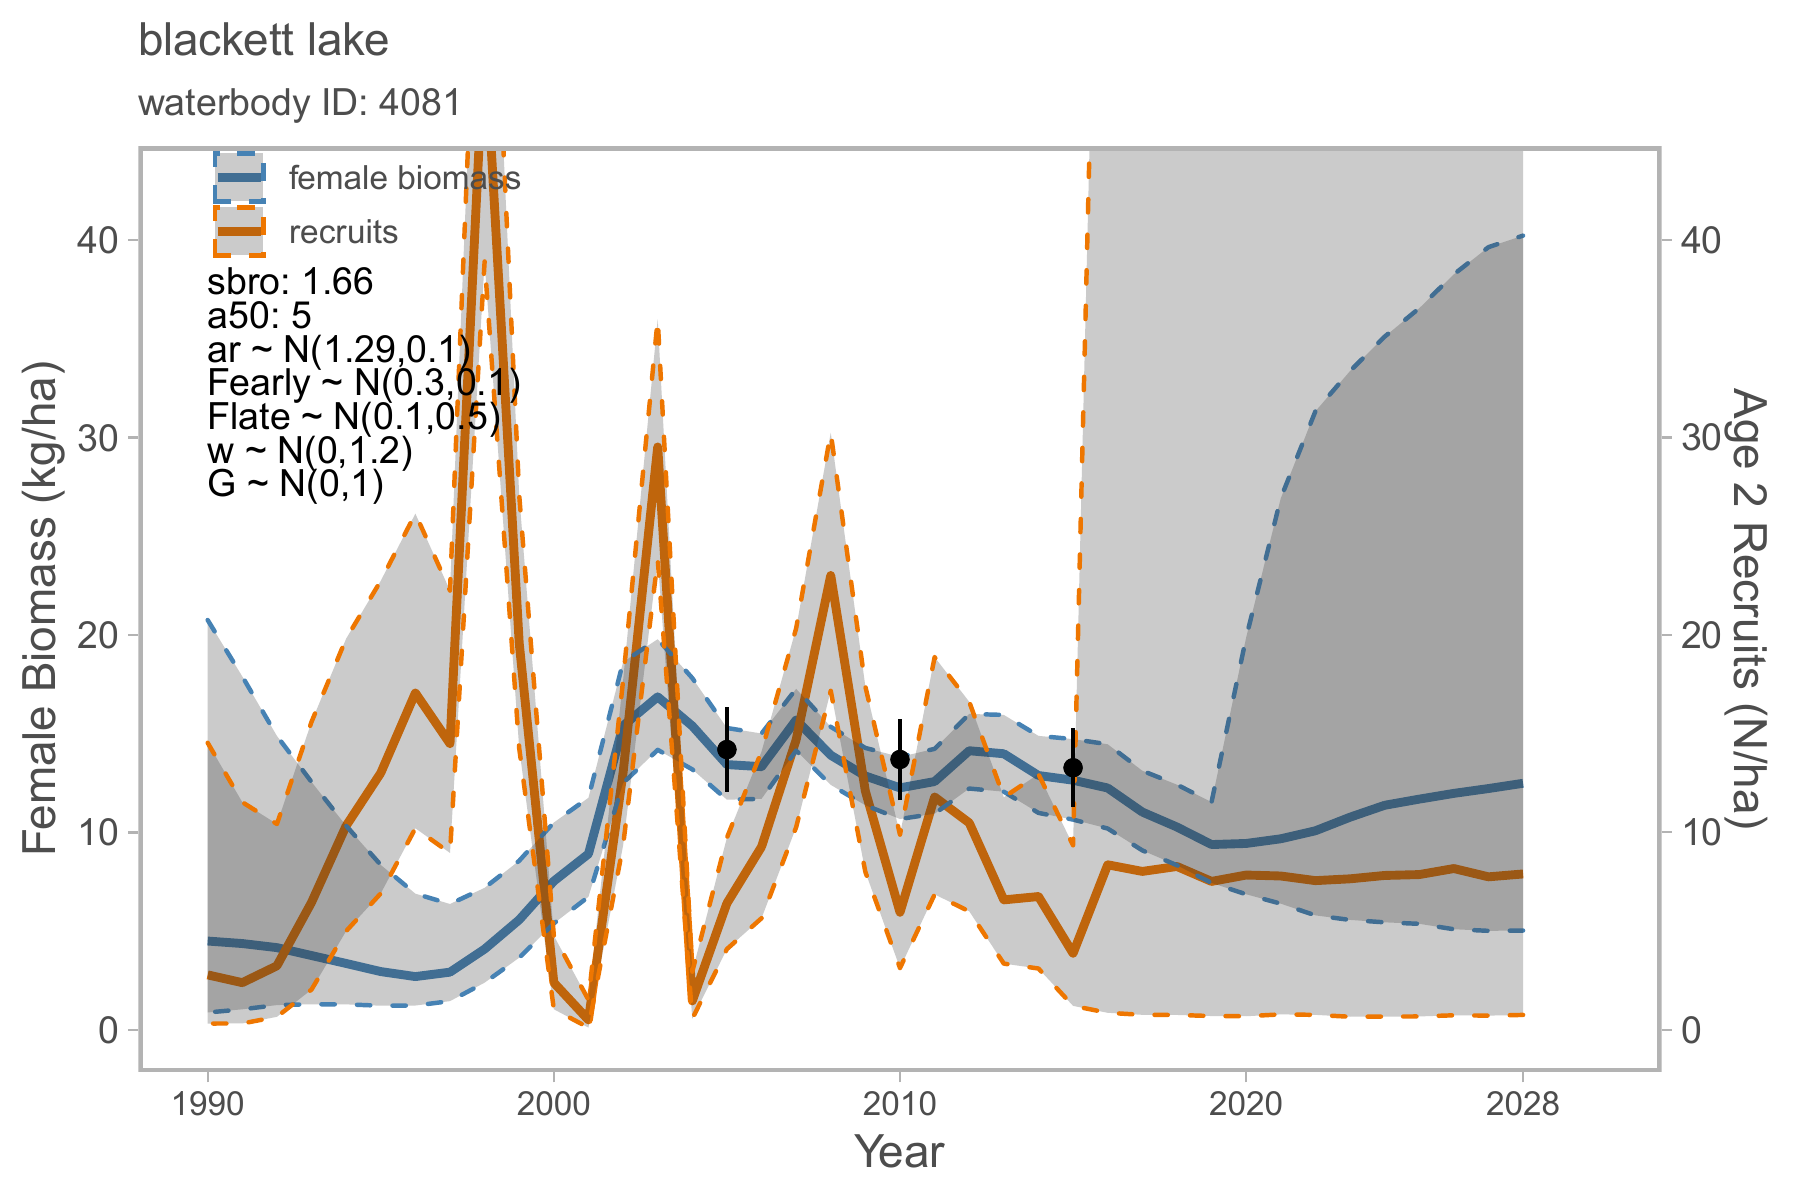 blackett lake
waterbody ID: 4081
female biomass
recruits
sbro: 1.66
a50: 5
ar ~ N(1.29,0.1)
Fearly ~ N(0.3,0.1)
Flate ~ N(0.1,0.5)
w ~ N(0,1.2)
G ~ N(0,1)
Female Biomass (kg/ha)
40
30
20
10
0
40
30
20
10
0
Age 2 Recruits (N/ha)
1990 2000 2010 2020 2028
Year